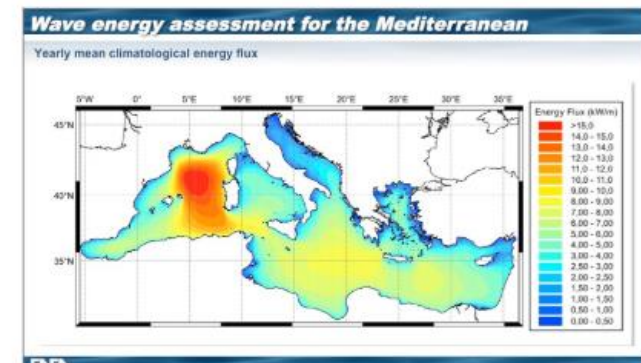 Wave energy assessment for the Mediterranean
Yearly mean climatological energy flux
5°W 0° 5°E 10°E 15°E 20°E 25°E 30°E 35°E
45°N
40°N
35°N
Energy Flux (kW/m)
>15,0
14,0 - 15,0
13,0 - 14,0
12,0 - 13,0
11,0 - 12,0
10,0 - 11,0
9,00 - 10,0
8,00 - 9,00
7,00 - 8,00
6,00 - 7,00
5,00 - 6,00
4,00 - 5,00
3,00 - 4,00
2,50 - 3,00
2,00 - 2,50
1,50 - 2,00
1,00 - 1,50
0,50 - 1,00
0,00 - 0,50